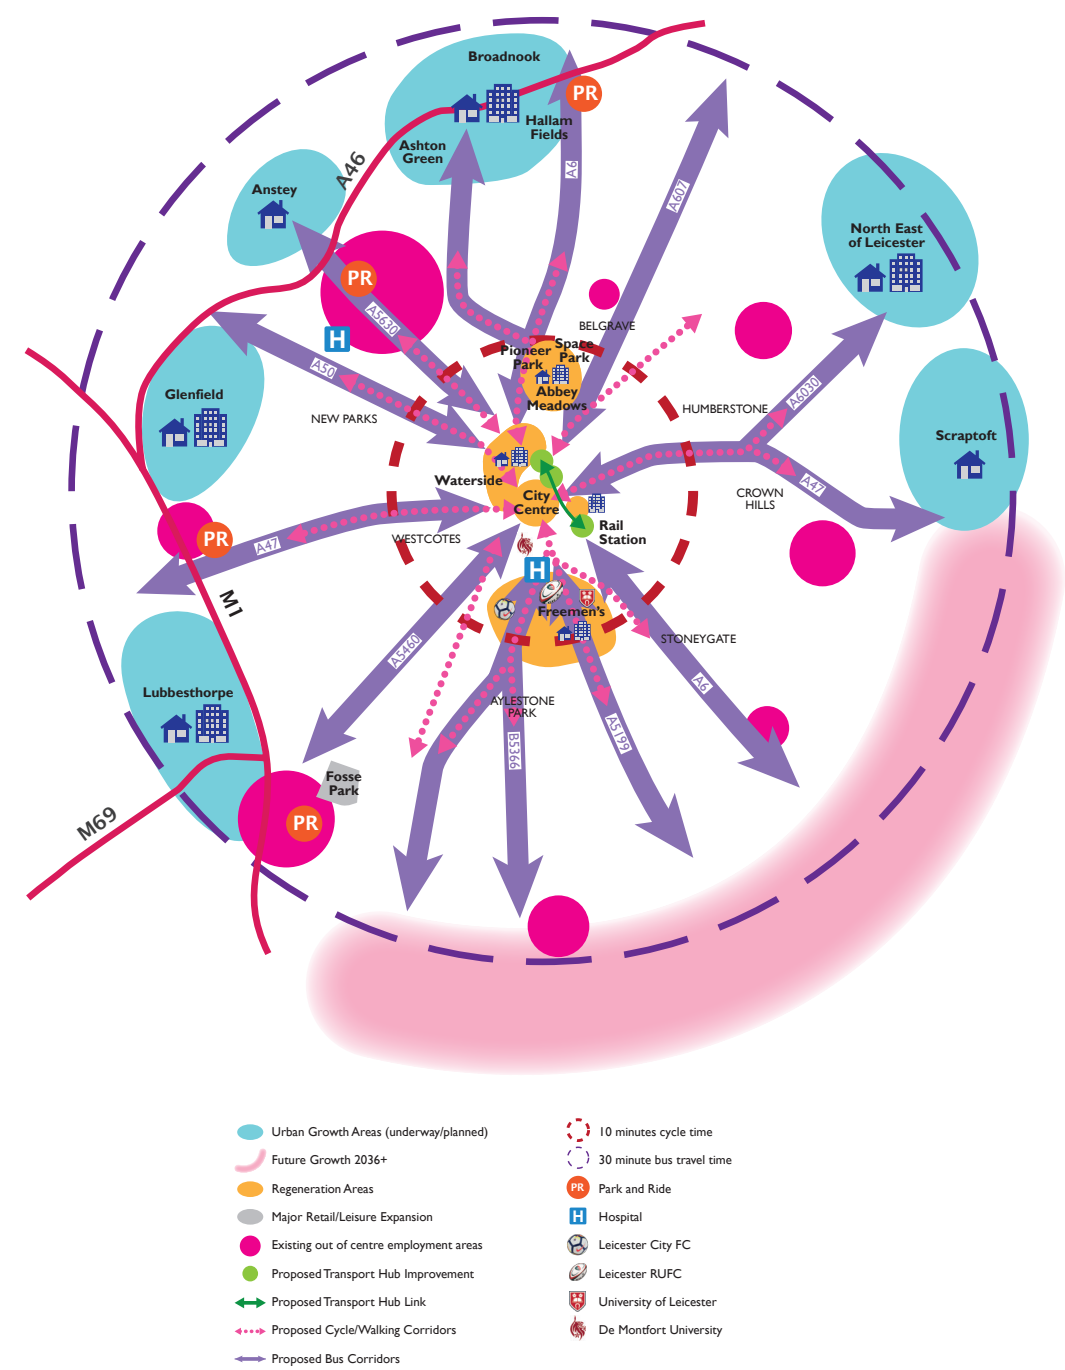 Broadnook
PR
Hallam
Fields
Ashton
Green
A46
A6
A607
Anstey
North East
of Leicester
PR
A5630
H
BELGRAVE
Pioneer
Park
Space
Park
Abbey
Meadows
A50
NEW PARKS
Glenfield
HUMBERSTONE
A6030
Scraptoft
Waterside
City
Centre
CROWN
HILLS
A47
Rail
Station
PR
A47
WESTCOTES
M1
H
Freemen's
STONEYGATE
A5460
A6
Lubbesthorpe
AYLESTONE
PARK
B5366
A5199
Fosse
Park
PR
M69
Urban Growth Areas (underway/planned)
Future Growth 2036+
Regeneration Areas
Major Retail/Leisure Expansion
Existing out of centre employment areas
Proposed Transport Hub Improvement
Proposed Transport Hub Link
Proposed Cycle/Walking Corridors
Proposed Bus Corridors
10 minutes cycle time
30 minute bus travel time
PR
Park and Ride
H
Hospital
Leicester City FC
Leicester RUFC
University of Leicester
De Montfort University